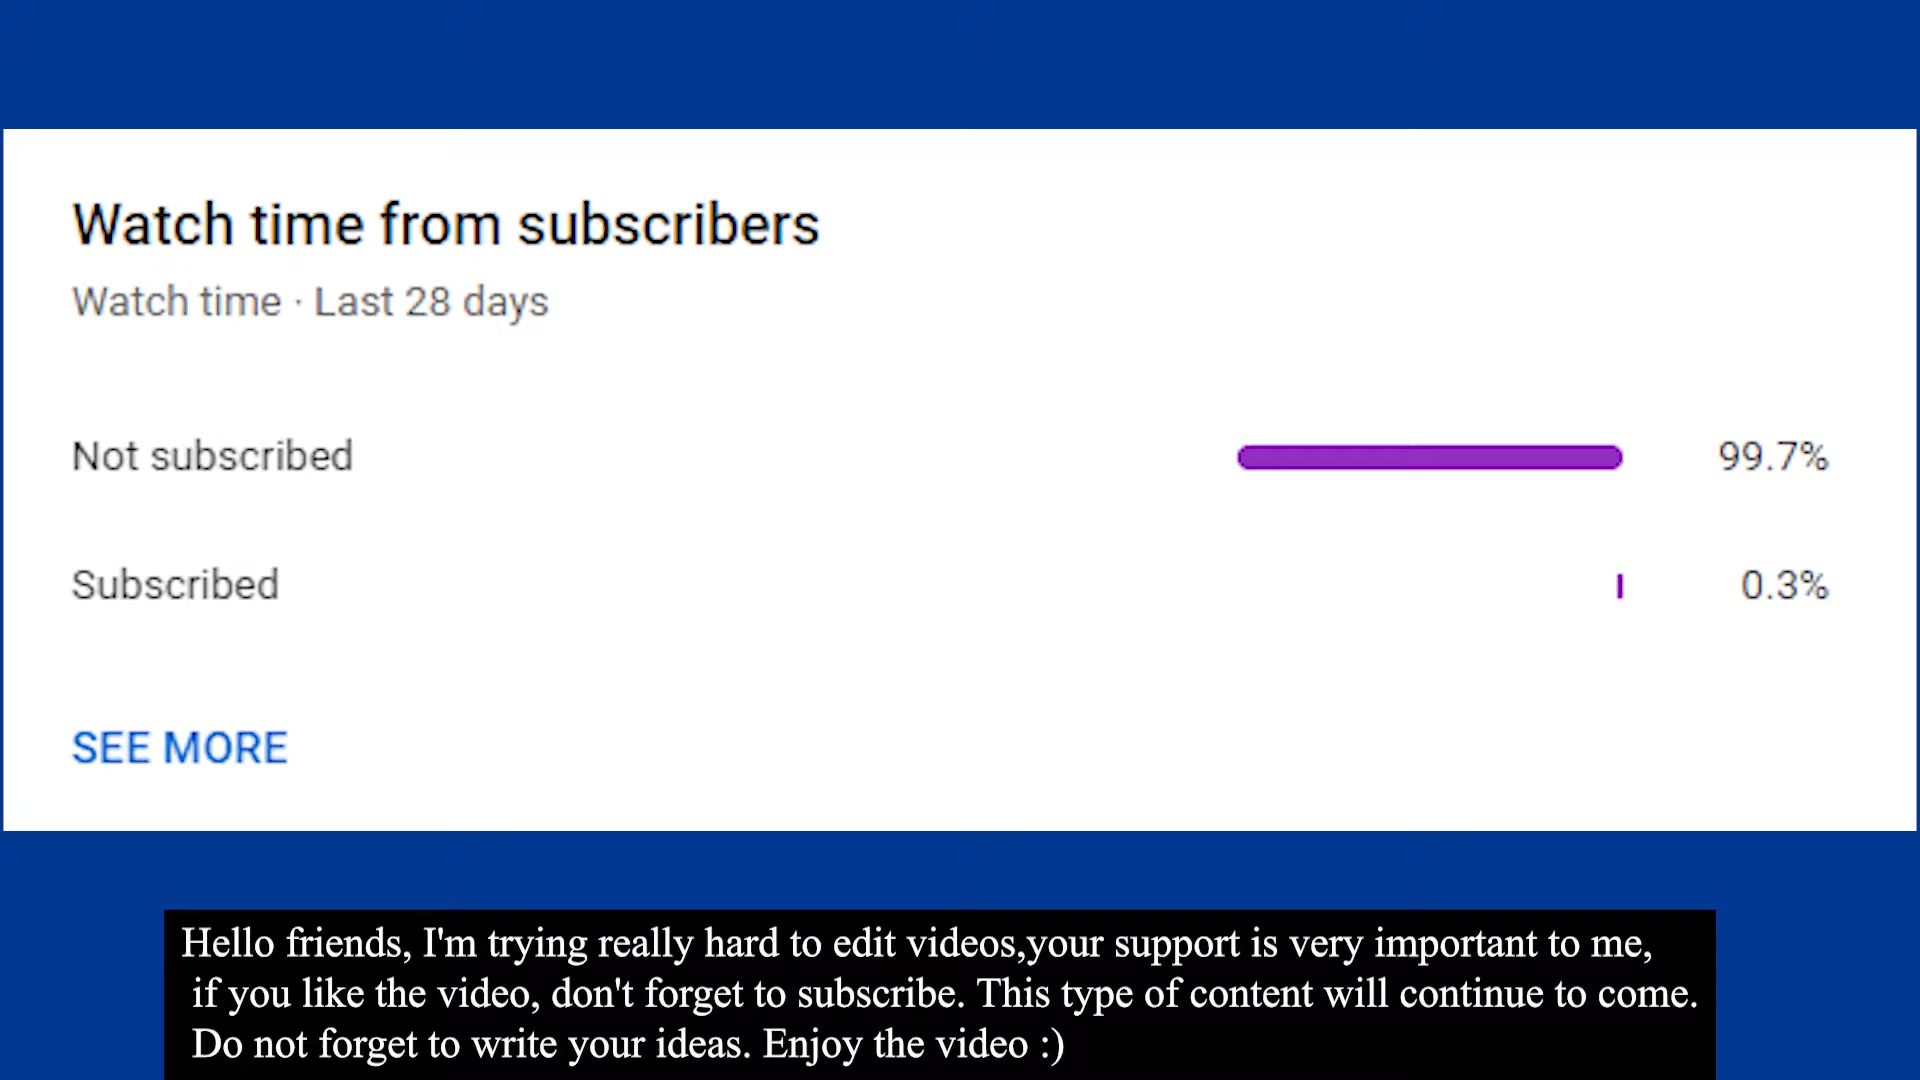 Watch time from subscribers
Watch time · Last 28 days
Not subscribed 99.7%
Subscribed 0.3%
SEE MORE
Hello friends, I'm trying really hard to edit videos,your support is very important to me,
if you like the video, don't forget to subscribe. This type of content will continue to come.
Do not forget to write your ideas. Enjoy the video :)